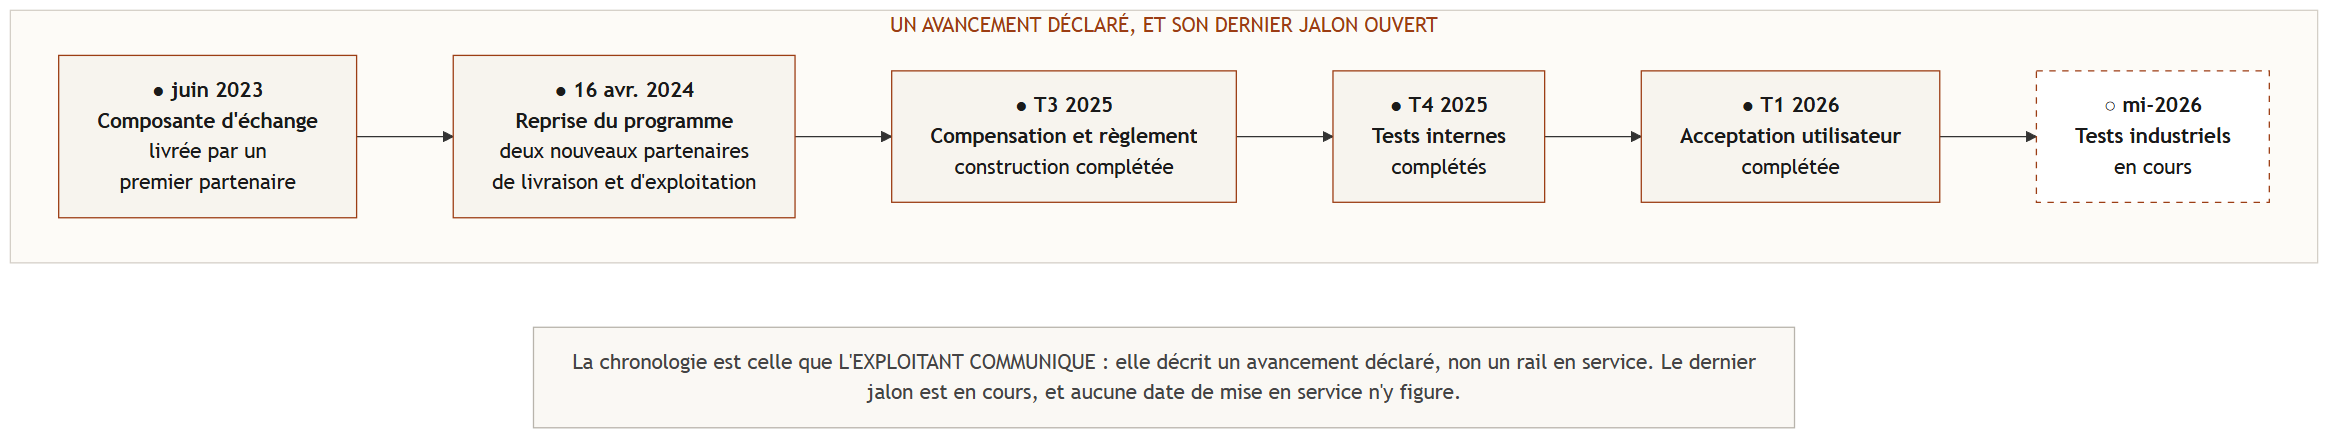 UN AVANCEMENT DÉCLARÉ, ET SON DERNIER JALON OUVERT
● juin 2023
Composante d'échange
livrée par un
premier partenaire
● 16 avr. 2024
Reprise du programme
deux nouveaux partenaires
de livraison et d'exploitation
● T3 2025
Compensation et règlement
construction complétée
● T4 2025
Tests internes
complétés
● T1 2026
Acceptation utilisateur
complétée
○ mi-2026
Tests industriels
en cours
La chronologie est celle que L'EXPLOITANT COMMUNIQUE : elle décrit un avancement déclaré, non un rail en service. Le dernier
jalon est en cours, et aucune date de mise en service n'y figure.